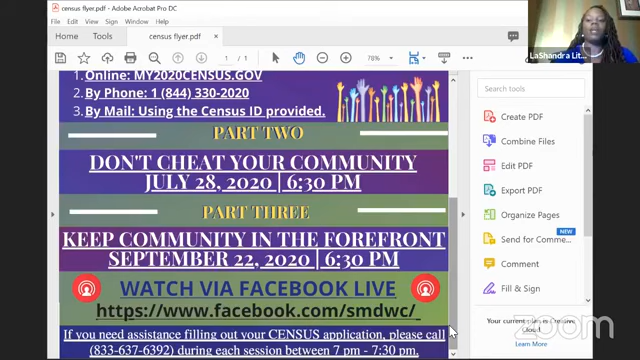 census flyer.pdf - Adobe Acrobat Pro DC
File Edit View Sign Window Help
Home Tools census flyer.pdf ×
1 / 1 78%
1. Online: MY2020CENSUS.GOV
2. By Phone: 1 (844) 330-2020
3. By Mail: Using the Census ID provided.
PART TWO
DON'T CHEAT YOUR COMMUNITY
JULY 28, 2020 | 6:30 PM
PART THREE
KEEP COMMUNITY IN THE FOREFRONT
SEPTEMBER 22, 2020 | 6:30 PM
WATCH VIA FACEBOOK LIVE
https://www.facebook.com/smdwc/
If you need assistance filling out your CENSUS application, please call
(833-637-6392) during each session between 7 pm - 7:30 pm.
Search tools
Create PDF
Combine Files
Edit PDF
Export PDF
Organize Pages
NEW
Send for Comme...
Comment
Fill & Sign
Your current plan is Creative
Cloud
Learn More
LaShandra Lit...
zoom